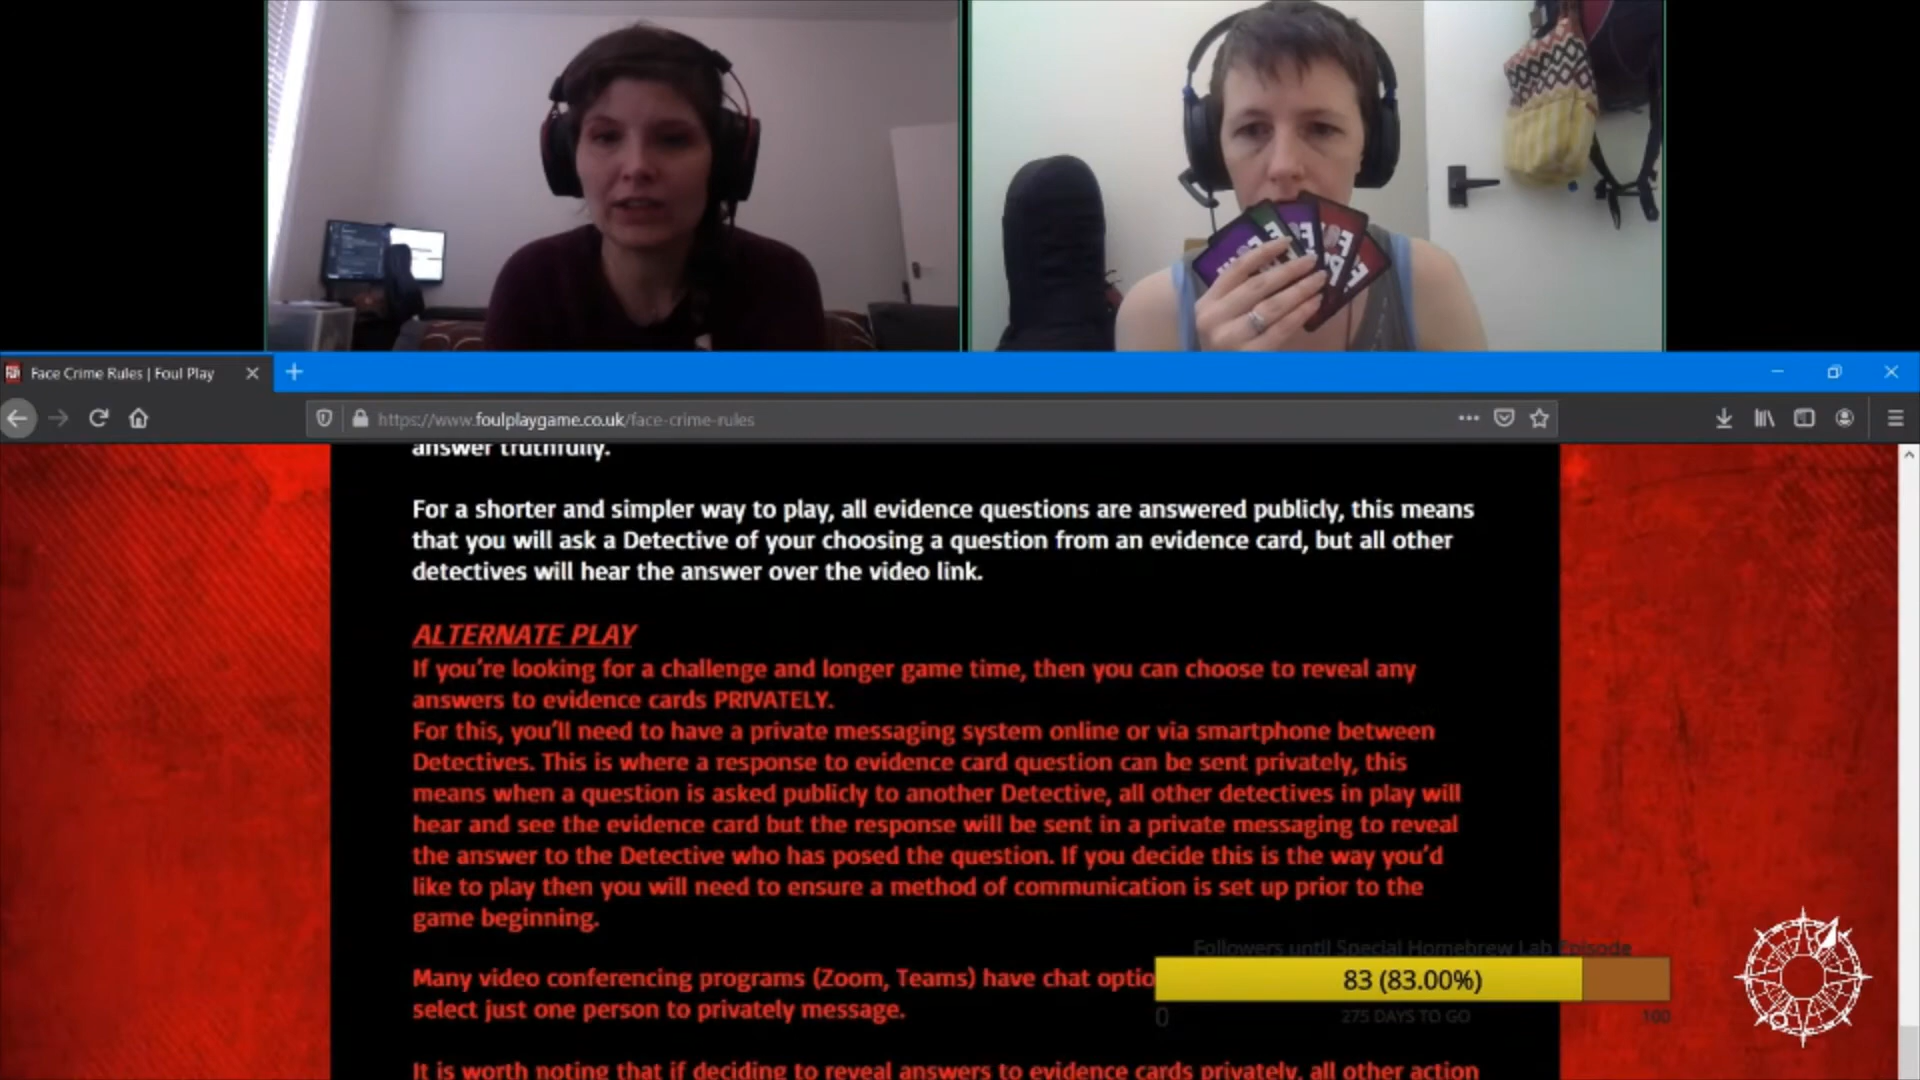 Face Crime Rules | Foul Play
https://www.foulplaygame.co.uk/face-crime-rules
answer truthfully.
For a shorter and simpler way to play, all evidence questions are answered publicly, this means
that you will ask a Detective of your choosing a question from an evidence card, but all other
detectives will hear the answer over the video link.
ALTERNATE PLAY
If you're looking for a challenge and longer game time, then you can choose to reveal any
answers to evidence cards PRIVATELY.
For this, you'll need to have a private messaging system online or via smartphone between
Detectives. This is where a response to evidence card question can be sent privately, this
means when a question is asked publicly to another Detective, all other detectives in play will
hear and see the evidence card but the response will be sent in a private messaging to reveal
the answer to the Detective who has posed the question. If you decide this is the way you'd
like to play then you will need to ensure a method of communication is set up prior to the
game beginning.
Followers until Special Homebrew Lab Episode
Many video conferencing programs (Zoom, Teams) have chat optio
83 (83.00%)
select just one person to privately message.
0 275 DAYS TO GO 100
It is worth noting that if deciding to reveal answers to evidence cards privately, all other action